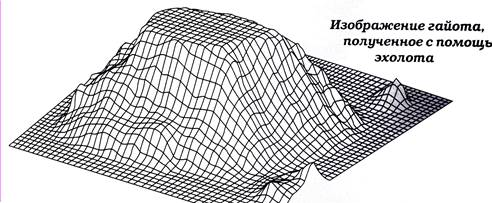 Изображение гайота,
полученное с помощь
эхолота